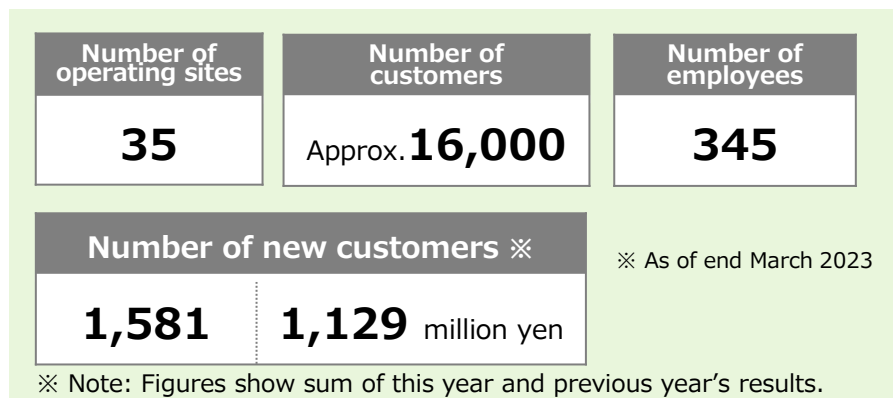 Number of operating sites
35
Number of customers
Approx.16,000
Number of employees
345
Number of new customers ※
1,581
1,129 million yen
※ As of end March 2023
※ Note: Figures show sum of this year and previous year’s results.